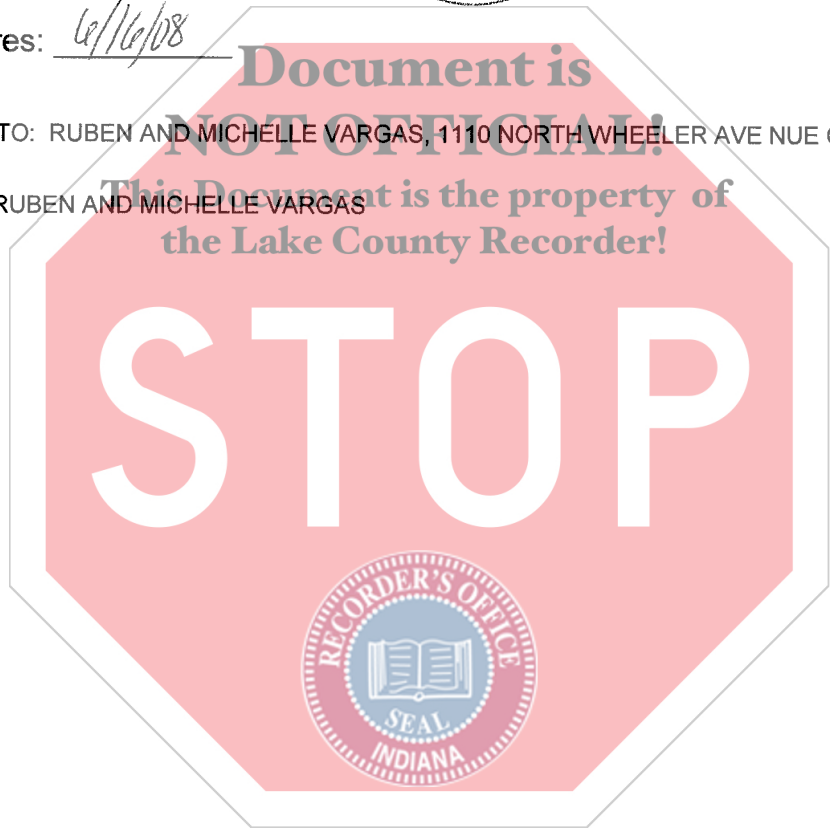 res: 6/16/08
Document is
TO: RUBEN AND MICHELLE VARGAS, 1110 NORTH WHEELER AVE NUE
NOT OFFICIAL!
This Document is the property of
RUBEN AND MICHELLE VARGAS
the Lake County Recorder!
STOP
RECORDER'S OFFICE
SEAL
INDIANA